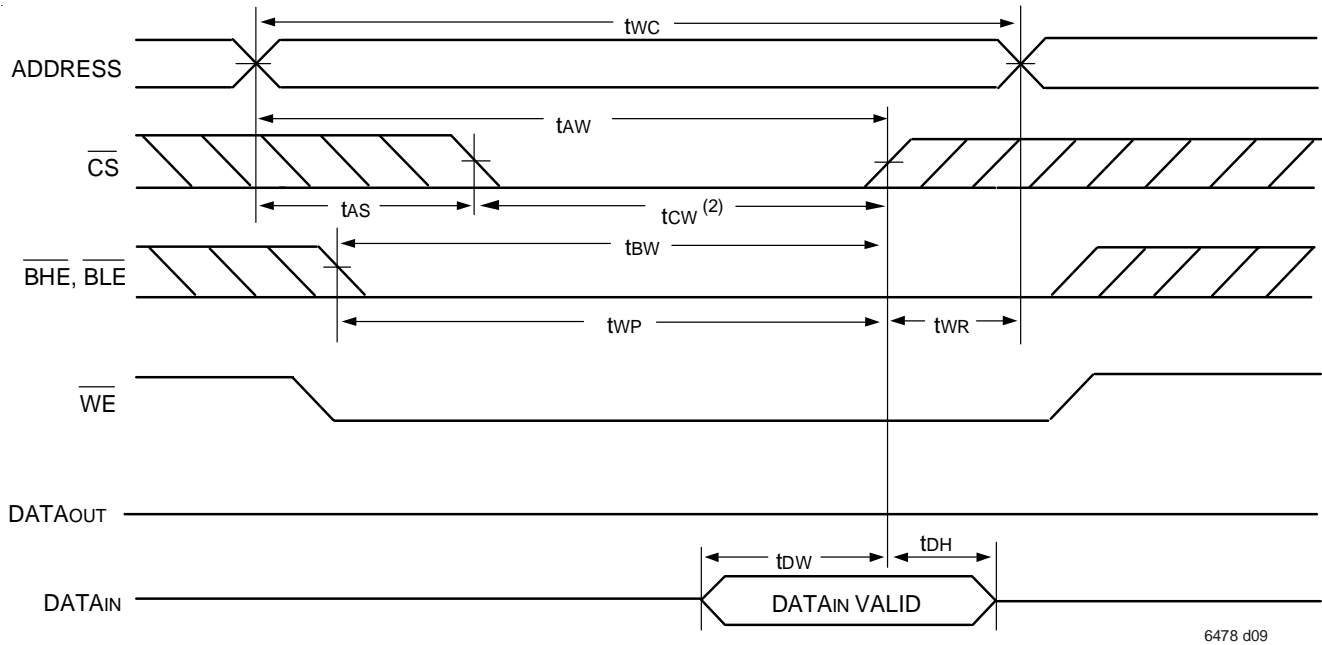 tWC
ADDRESS
tAW
CS
tAS
tCW (2)
tBW
BHE, BLE
tWP
tWR
WE
DATAOUT
tDW
tDH
DATAIN
DATAIN VALID
6478 d09